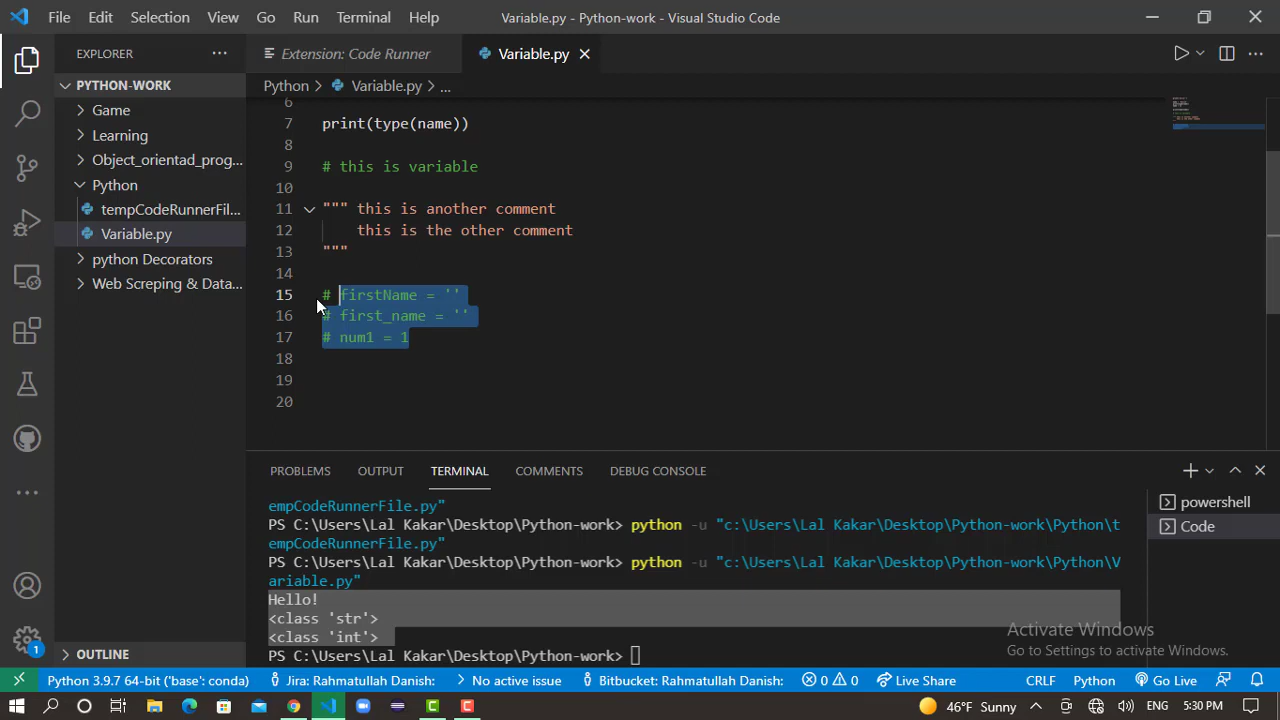 File Edit Selection View Go Run Terminal Help
Variable.py - Python-work - Visual Studio Code
EXPLORER
Extension: Code Runner
Variable.py
PYTHON-WORK
Game
Learning
Object_orientad_prog...
Python
tempCodeRunnerFil...
Variable.py
python Decorators
Web Screping & Data...
OUTLINE
Python > Variable.py > ...
6
7 print(type(name))
8
9 # this is variable
10
11 """ this is another comment
12 this is the other comment
13 """
14
15 # firstName = ''
16 # first_name = ''
17 # num1 = 1
18
19
20
PROBLEMS OUTPUT TERMINAL COMMENTS DEBUG CONSOLE
powershell
Code
empCodeRunnerFile.py"
PS C:\Users\Lal Kakar\Desktop\Python-work> python -u "c:\Users\Lal Kakar\Desktop\Python-work\Python\t
empCodeRunnerFile.py"
PS C:\Users\Lal Kakar\Desktop\Python-work> python -u "c:\Users\Lal Kakar\Desktop\Python-work\Python\V
ariable.py"
Hello!
<class 'str'>
<class 'int'>
PS C:\Users\Lal Kakar\Desktop\Python-work>
Activate Windows
Go to Settings to activate Windows.
1
Python 3.9.7 64-bit ('base': conda) Jira: Rahmatullah Danish: No active issue Bitbucket: Rahmatullah Danish: 0 0 Live Share CRLF Python Go Live
46°F Sunny ENG 5:30 PM